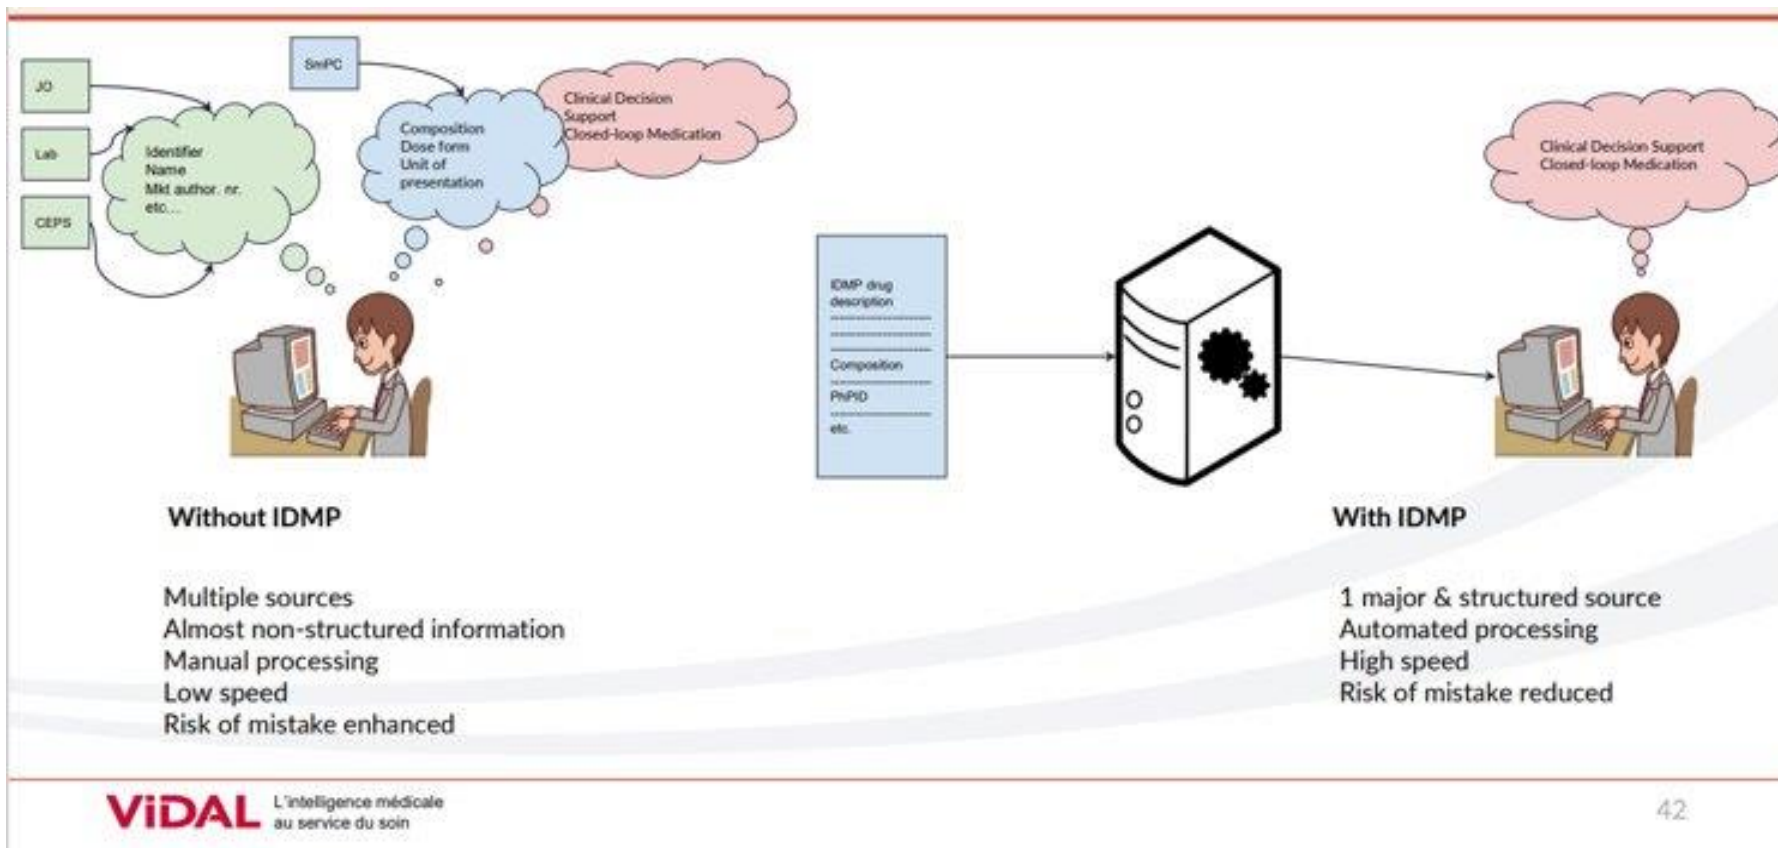 JO
Lab
CEPS
Identifier
Name
Mkt author. nr.
etc...
SmPC
Composition
Dose form
Unit of
presentation
Clinical Decision
Support
Closed-loop Medication
IDMP drug
description
Composition
PhPID
etc.
Clinical Decision Support
Closed-loop Medication
Without IDMP
Multiple sources
Almost non-structured information
Manual processing
Low speed
Risk of mistake enhanced
With IDMP
1 major & structured source
Automated processing
High speed
Risk of mistake reduced
ViDAL
L'intelligence médicale
au service du soin
42